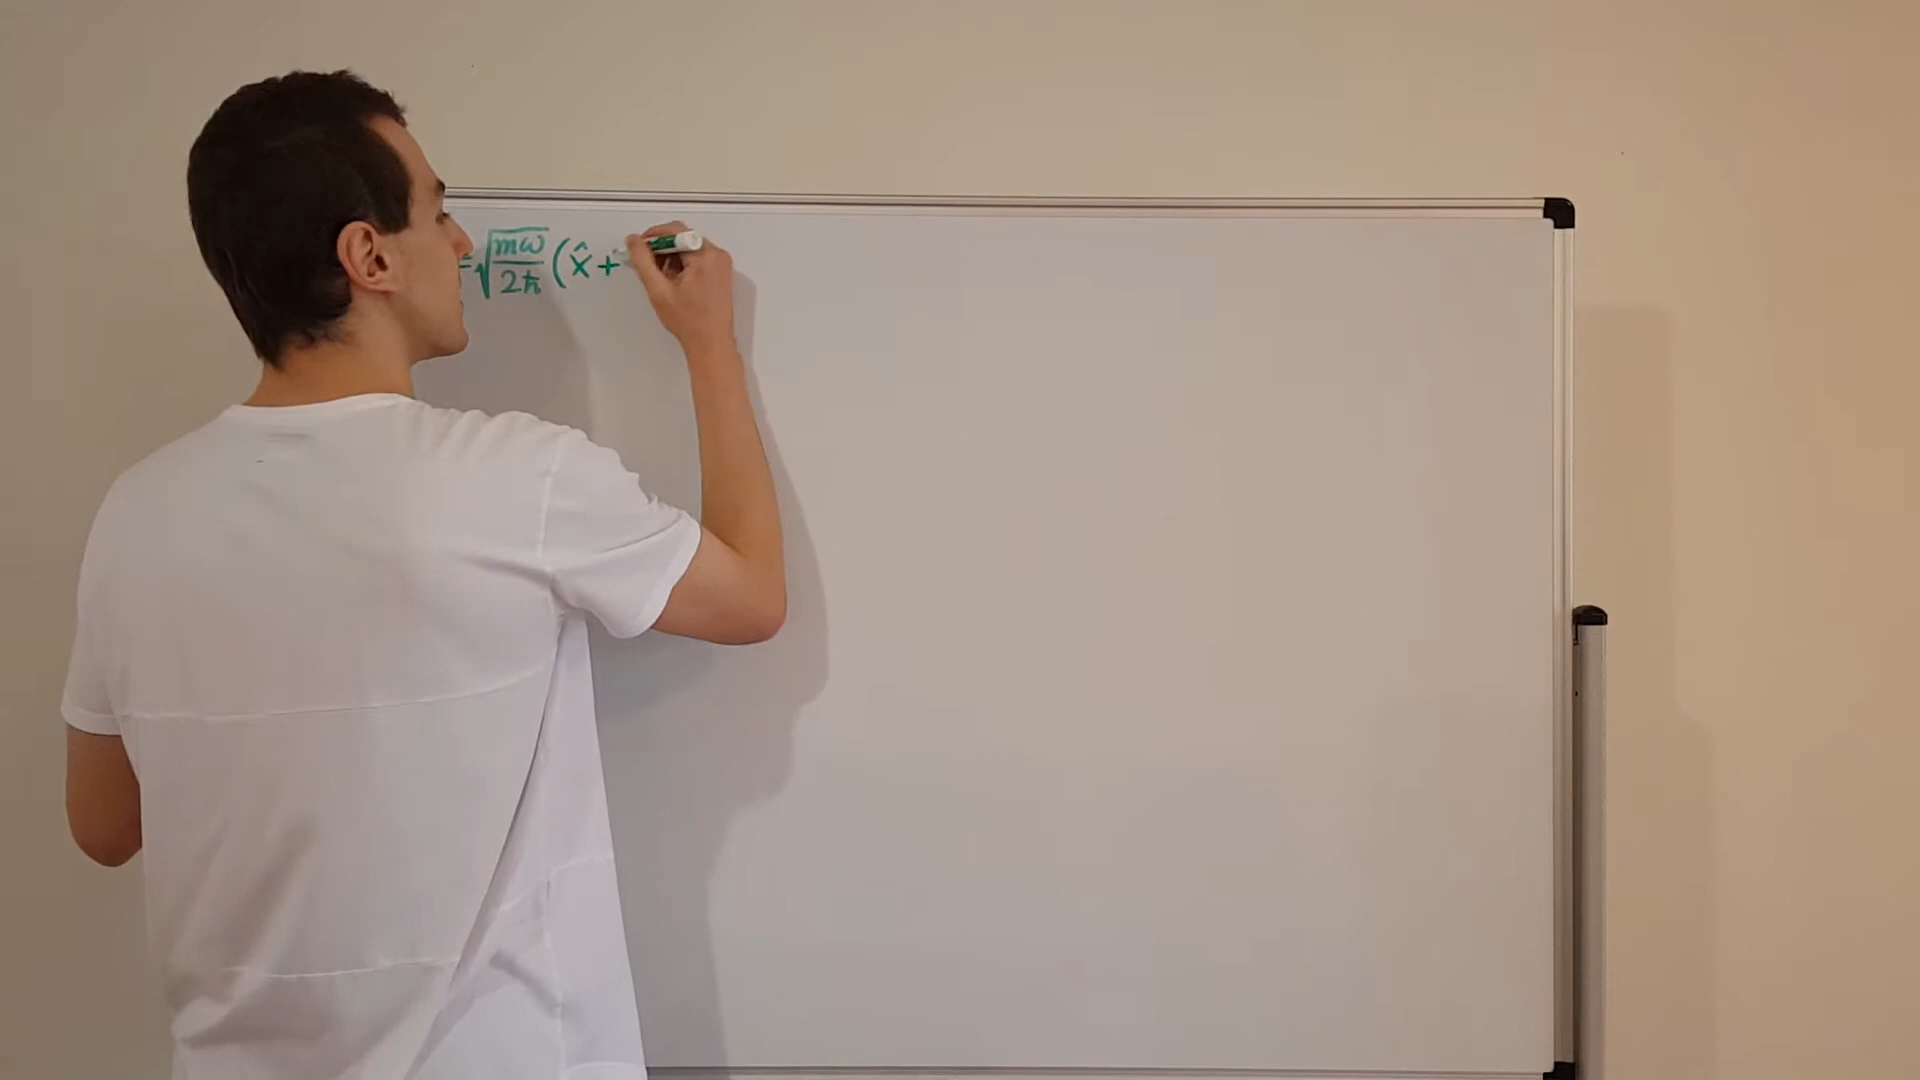 = √(mω/2ħ) (x̂ +